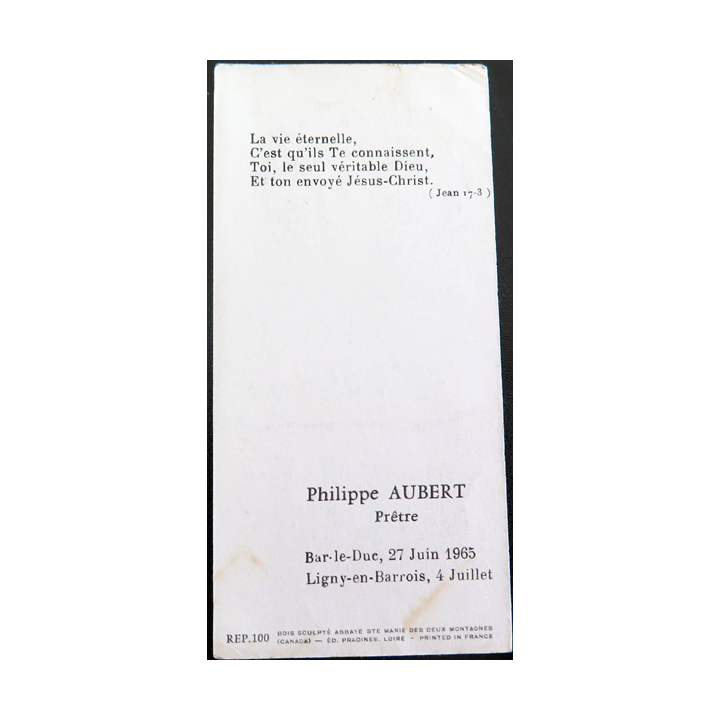 La vie éternelle,
C'est qu'ils Te connaissent,
Toi, le seul véritable Dieu,
Et ton envoyé Jésus-Christ.
( Jean 17-3 )
Philippe AUBERT
Prêtre
Bar-le-Duc, 27 Juin 1965
Ligny-en-Barrois, 4 Juillet
REP.100 BOIS SCULPTÉ ABBAYE STE MARIE DES DEUX MONTAGNES
(CANADA) — ÉD. PRADINES. LOIRE - PRINTED IN FRANCE